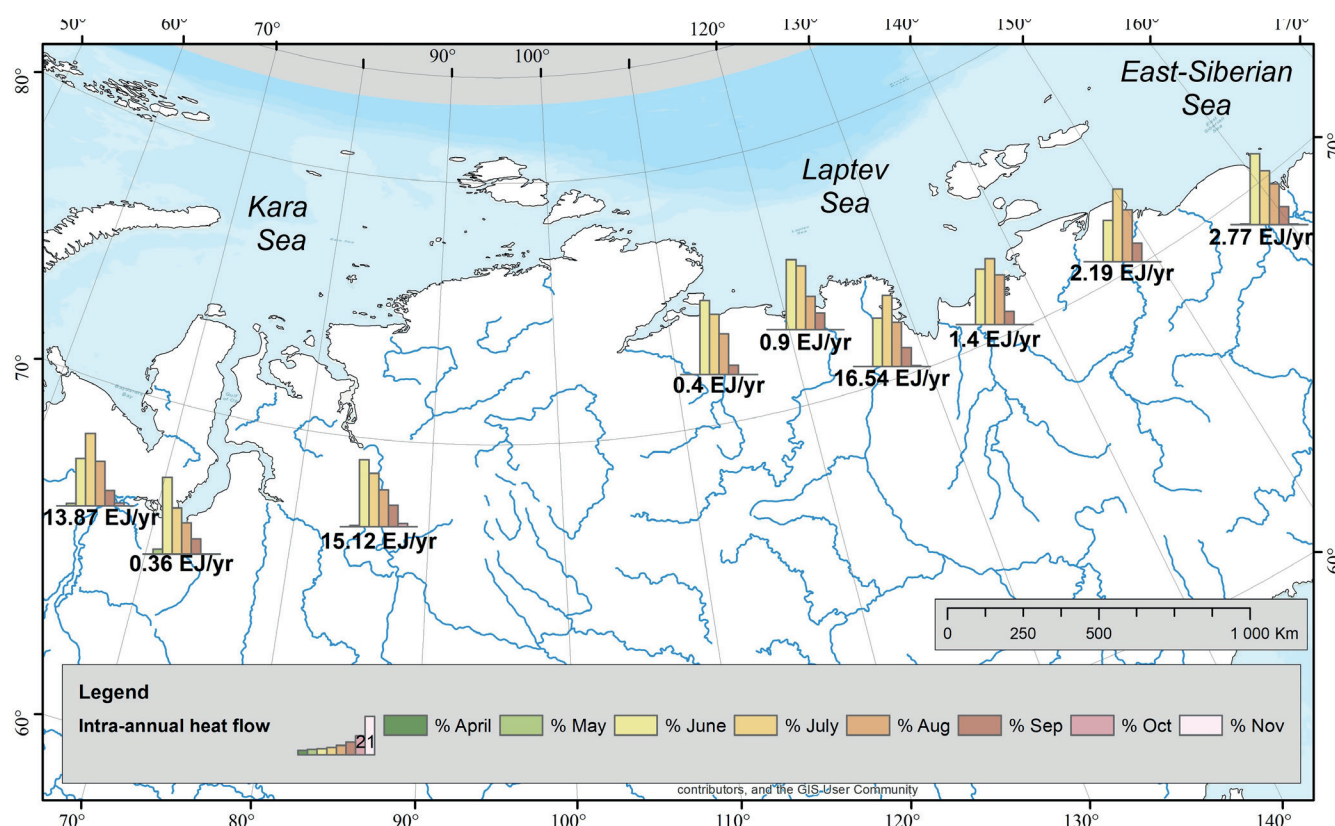 50° 60° 70° 120° 130° 140° 150° 160° 170°
90° 100°
80°
East-Siberian
Sea
70°
Laptev
Sea
Kara
Sea
2.77 EJ/yr
2.19 EJ/yr
0.9 EJ/yr
1.4 EJ/yr
70°
0.4 EJ/yr
16.54 EJ/yr
13.87 EJ/yr
15.12 EJ/yr
0.36 EJ/yr
60°
0 250 500 1 000 Km
Legend
Intra-annual heat flow
21
% April
% May
% June
% July
% Aug
% Sep
% Oct
% Nov
60°
contributors, and the GIS User Community
70° 80° 90° 100° 110° 120° 130° 140°